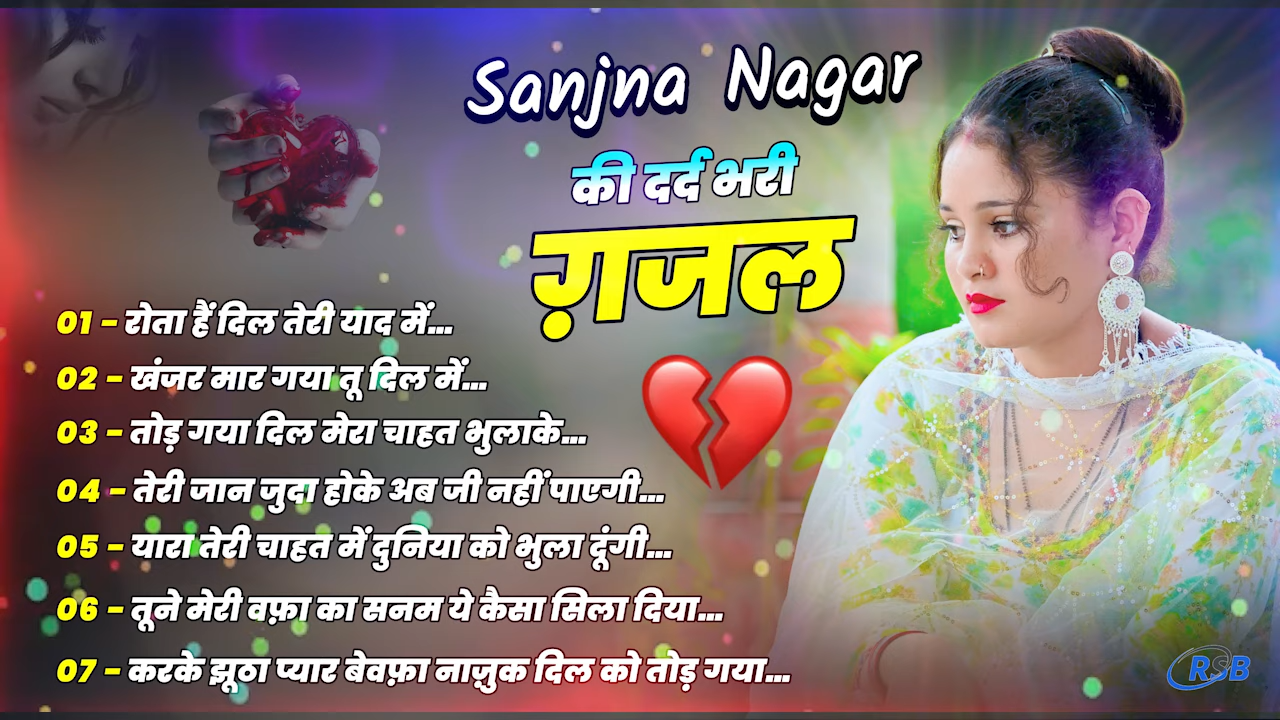 Sanjna Nagar
की दर्द भरी
ग़जल
01 - रोता हैं दिल तेरी याद में...
02 - खंजर मार गया तू दिल में...
03 - तोड़ गया दिल मेरा चाहत भुलाके...
04 - तेरी जान जुदा होके अब जी नहीं पाएगी...
05 - यारा तेरी चाहत में दुनिया को भुला दूंगी...
06 - तूने मेरी वफ़ा का सनम ये कैसा सिला दिया...
07 - करके झूठा प्यार बेवफ़ा नाज़ुक दिल को तोड़ गया...
RSB